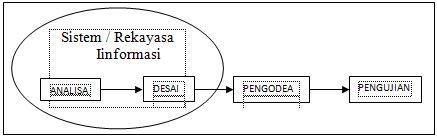 Sistem / Rekayasa
Iinformasi
ANALISA
DESAI
PENGODEA
PENGUJIAN